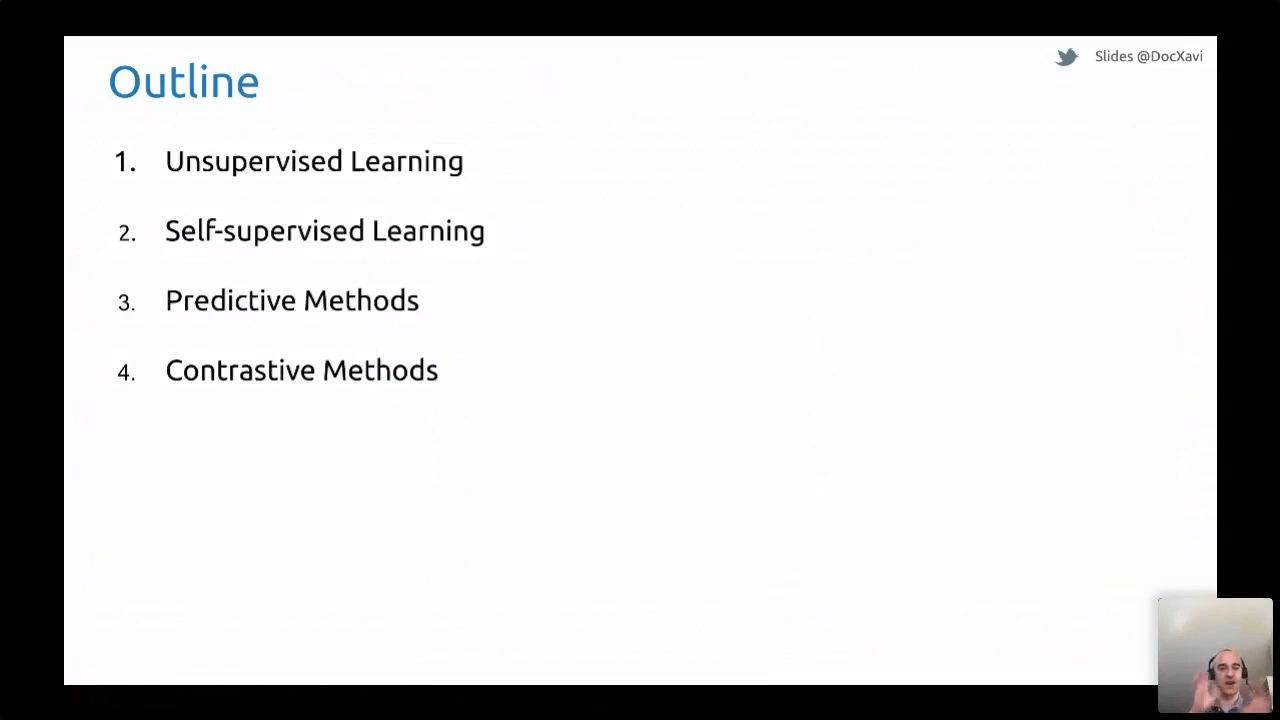 Slides @DocXavi
Outline
1. Unsupervised Learning
2. Self-supervised Learning
3. Predictive Methods
4. Contrastive Methods